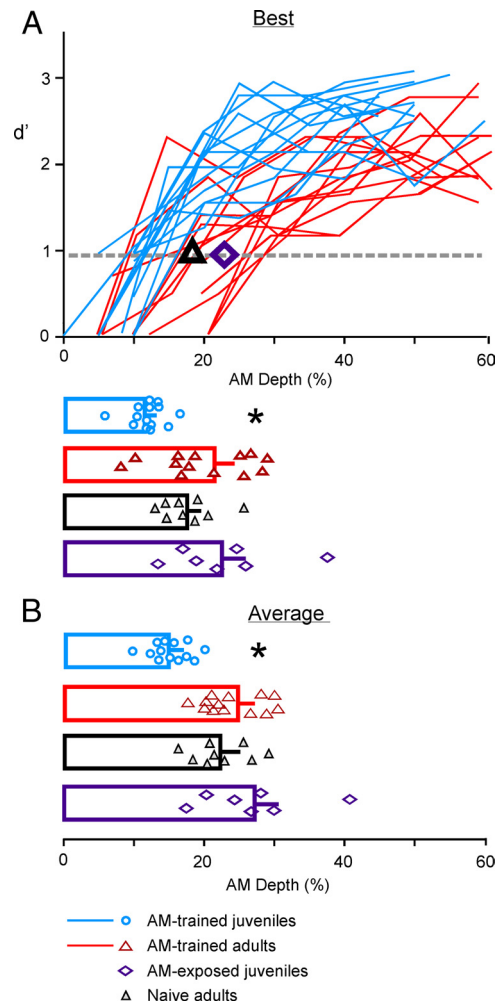 A
Best
3
d'
2
1
0
0 20 40 60
AM Depth (%)
*
B
Average
*
0 20 40 60
AM Depth (%)
AM-trained juveniles
AM-trained adults
AM-exposed juveniles
Naive adults